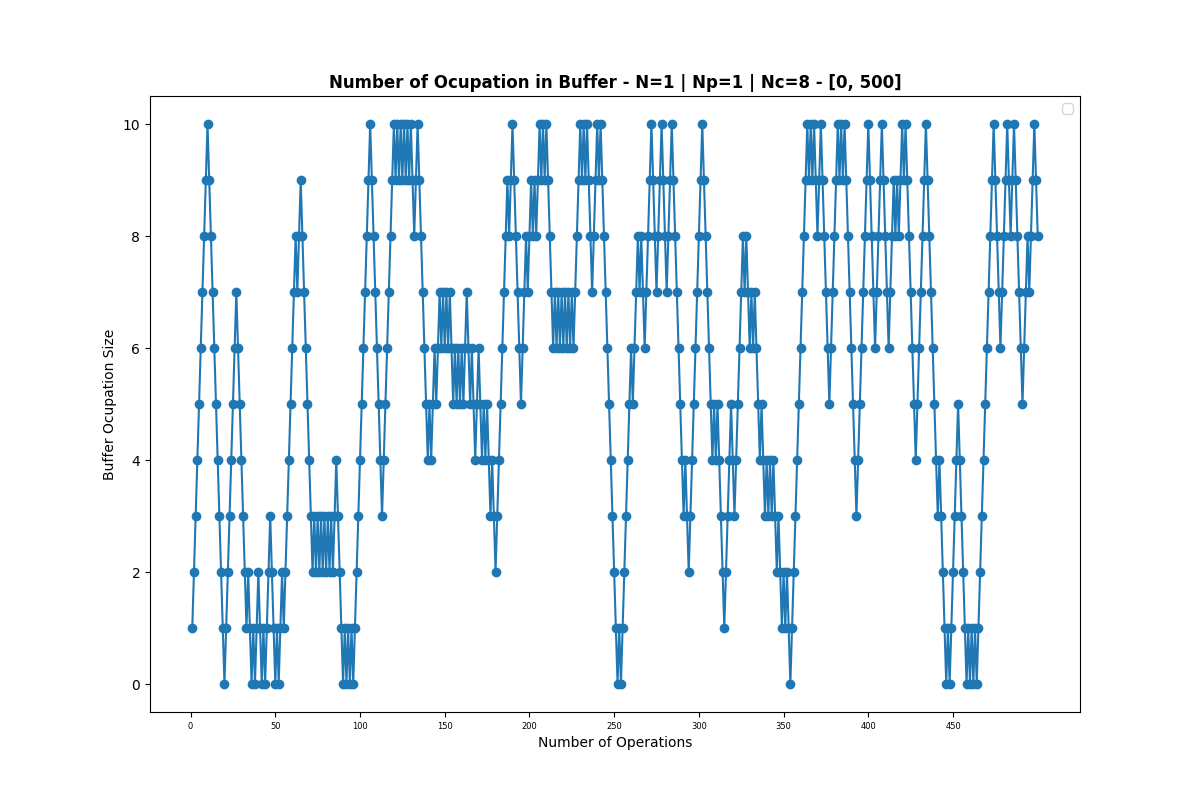 Number of Ocupation in Buffer - N=1 | Np=1 | Nc=8 - [0, 500]
Buffer Ocupation Size
10
8
6
4
2
0
0 50 100 150 200 250 300 350 400 450
Number of Operations